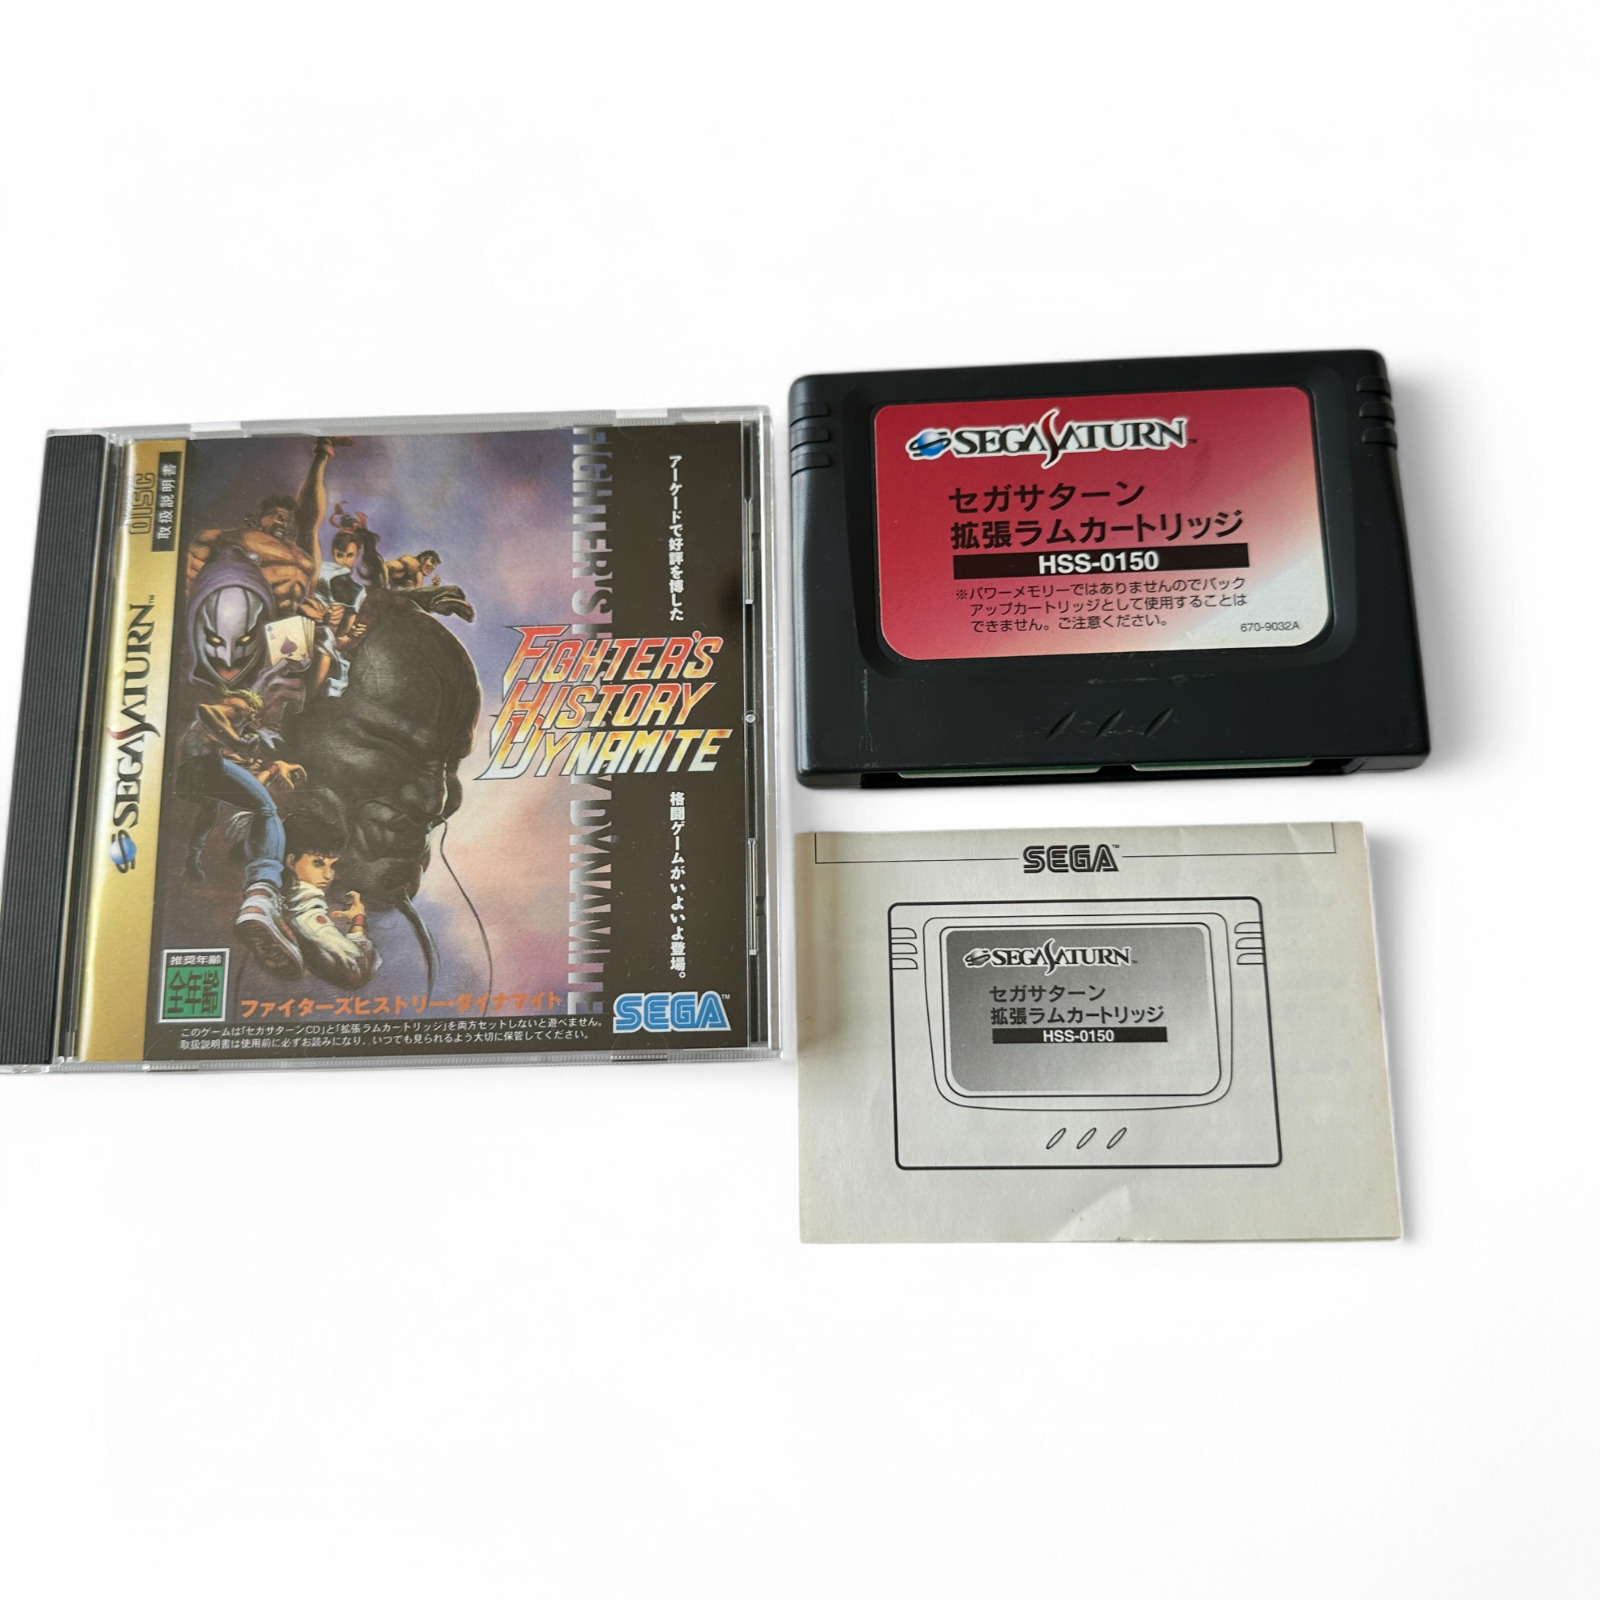 DISC
取扱説明書
SEGA SATURN™
FIGHTER'S HISTORY DYNAMITE
アーケードで好評を博した
FIGHTER'S
HISTORY
DYNAMITE
格闘ゲームがいよいよ登場。
推奨年齢
全年齢
ファイターズヒストリー・ダイナマイト
SEGA™
このゲームは「セガサターンCD」と「拡張ラムカートリッジ」を両方セットしないと遊べません。
取扱説明書は使用前に必ずお読みになり、いつでも見られるよう大切に保管してください。
SEGA SATURN™
セガサターン
拡張ラムカートリッジ
HSS-0150
※パワーメモリーではありませんのでバック
アップカートリッジとして使用することは
できません。ご注意ください。
670-9032A
SEGA™
SEGA SATURN™
セガサターン
拡張ラムカートリッジ
HSS-0150